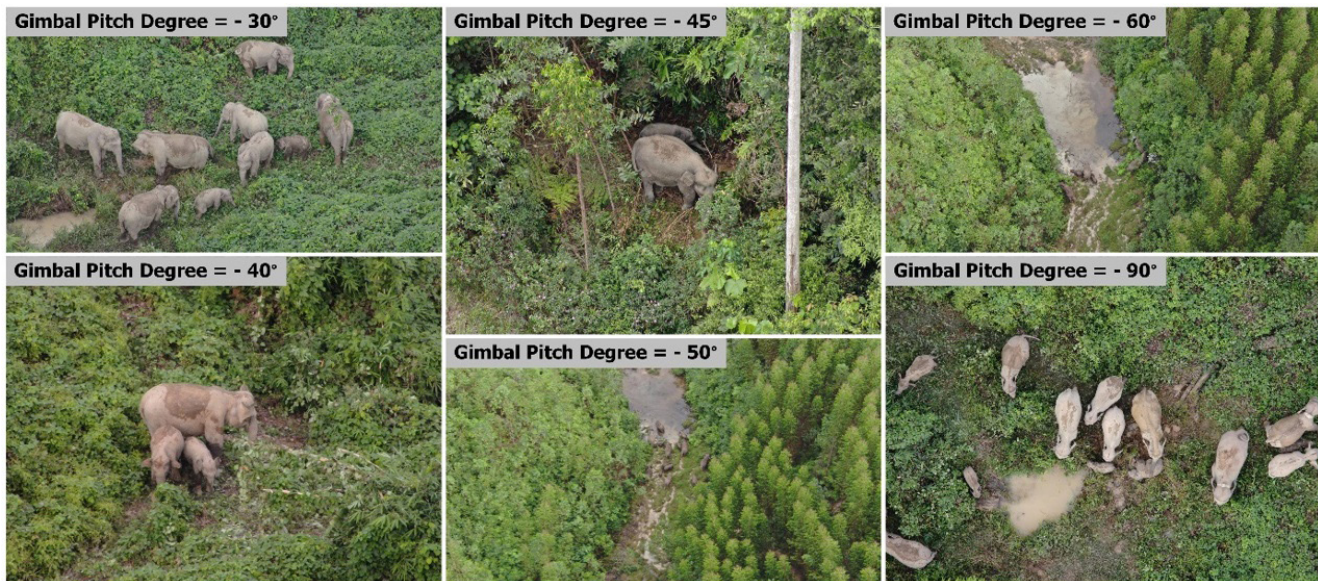 Gimbal Pitch Degree = - 30°
Gimbal Pitch Degree = - 45°
Gimbal Pitch Degree = - 60°
Gimbal Pitch Degree = - 40°
Gimbal Pitch Degree = - 50°
Gimbal Pitch Degree = - 90°